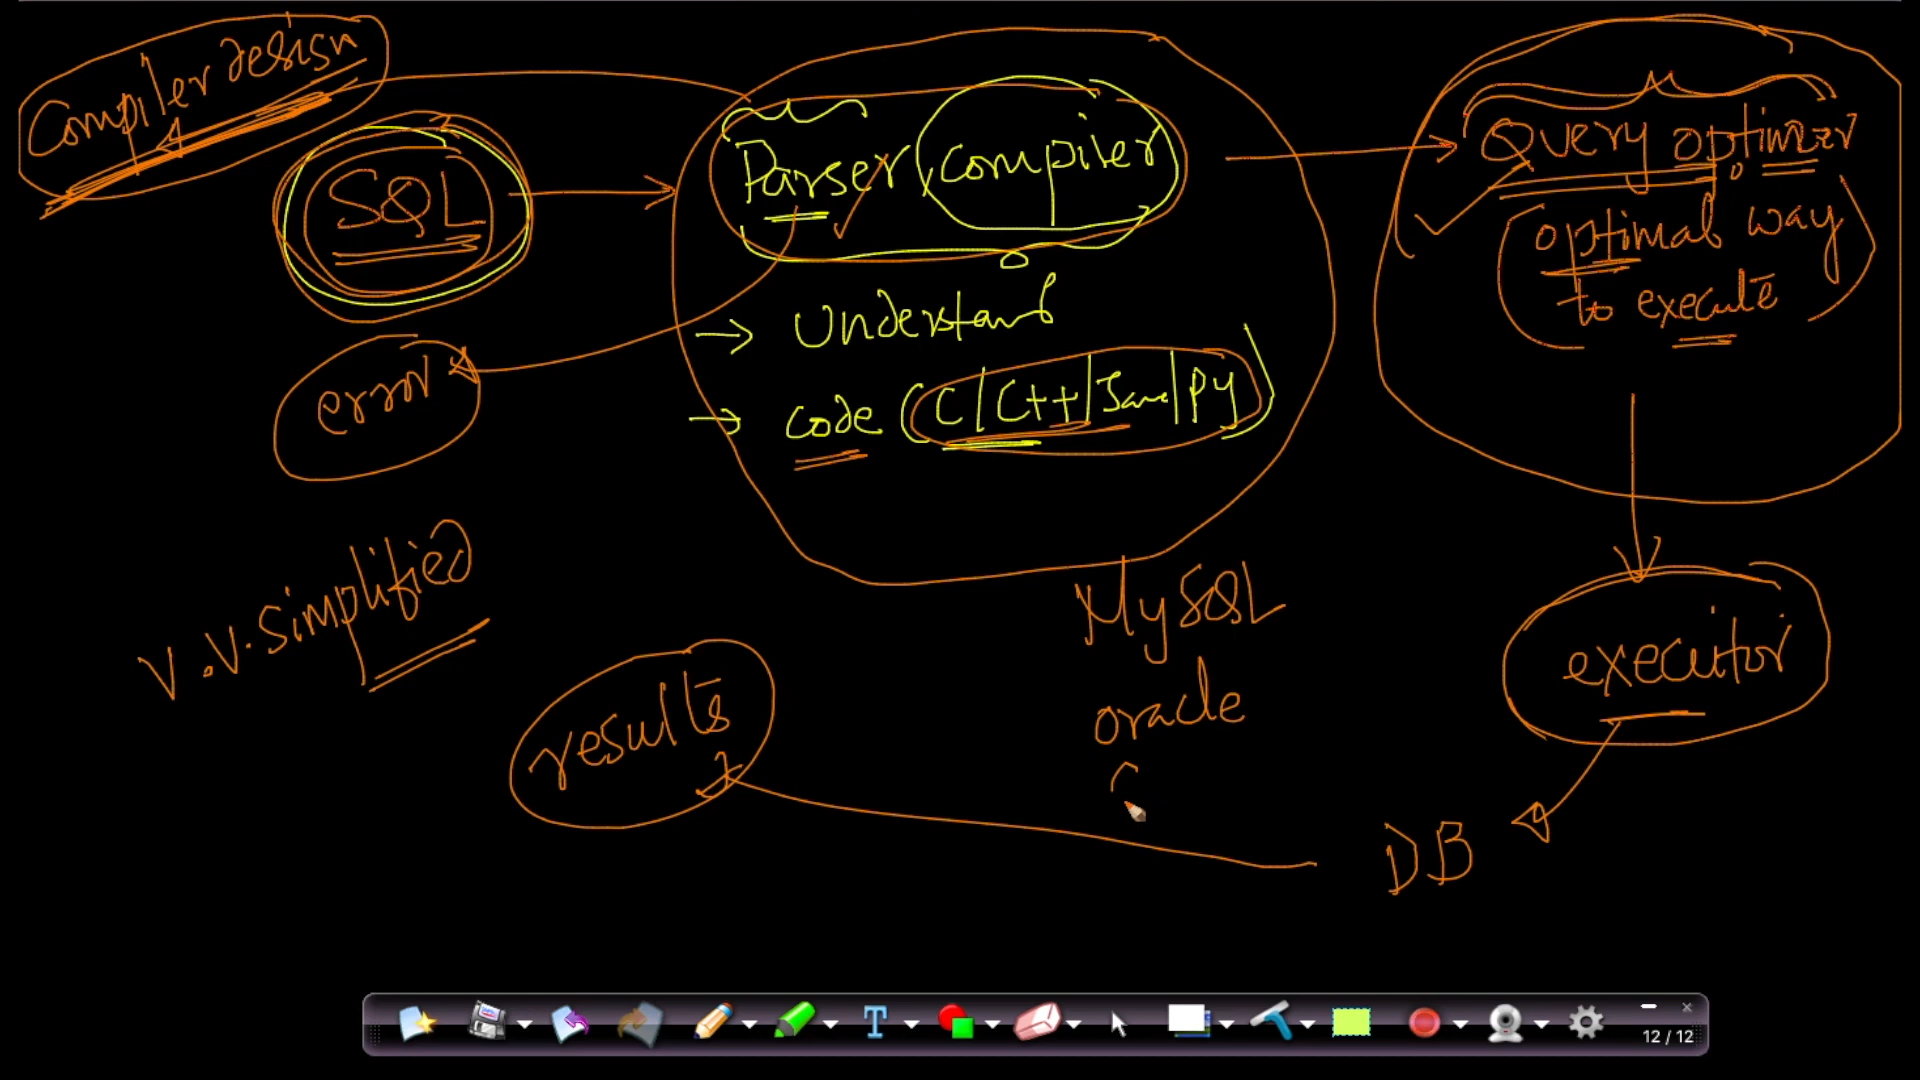 Compiler design
SQL
Parser, compiler
Query optimizer
optimal way
to execute
→ Understand
→ code (C/C++/Java/Py)
error
V.V. Simplified
MySQL
oracle
executor
results
DB
T
12 / 12